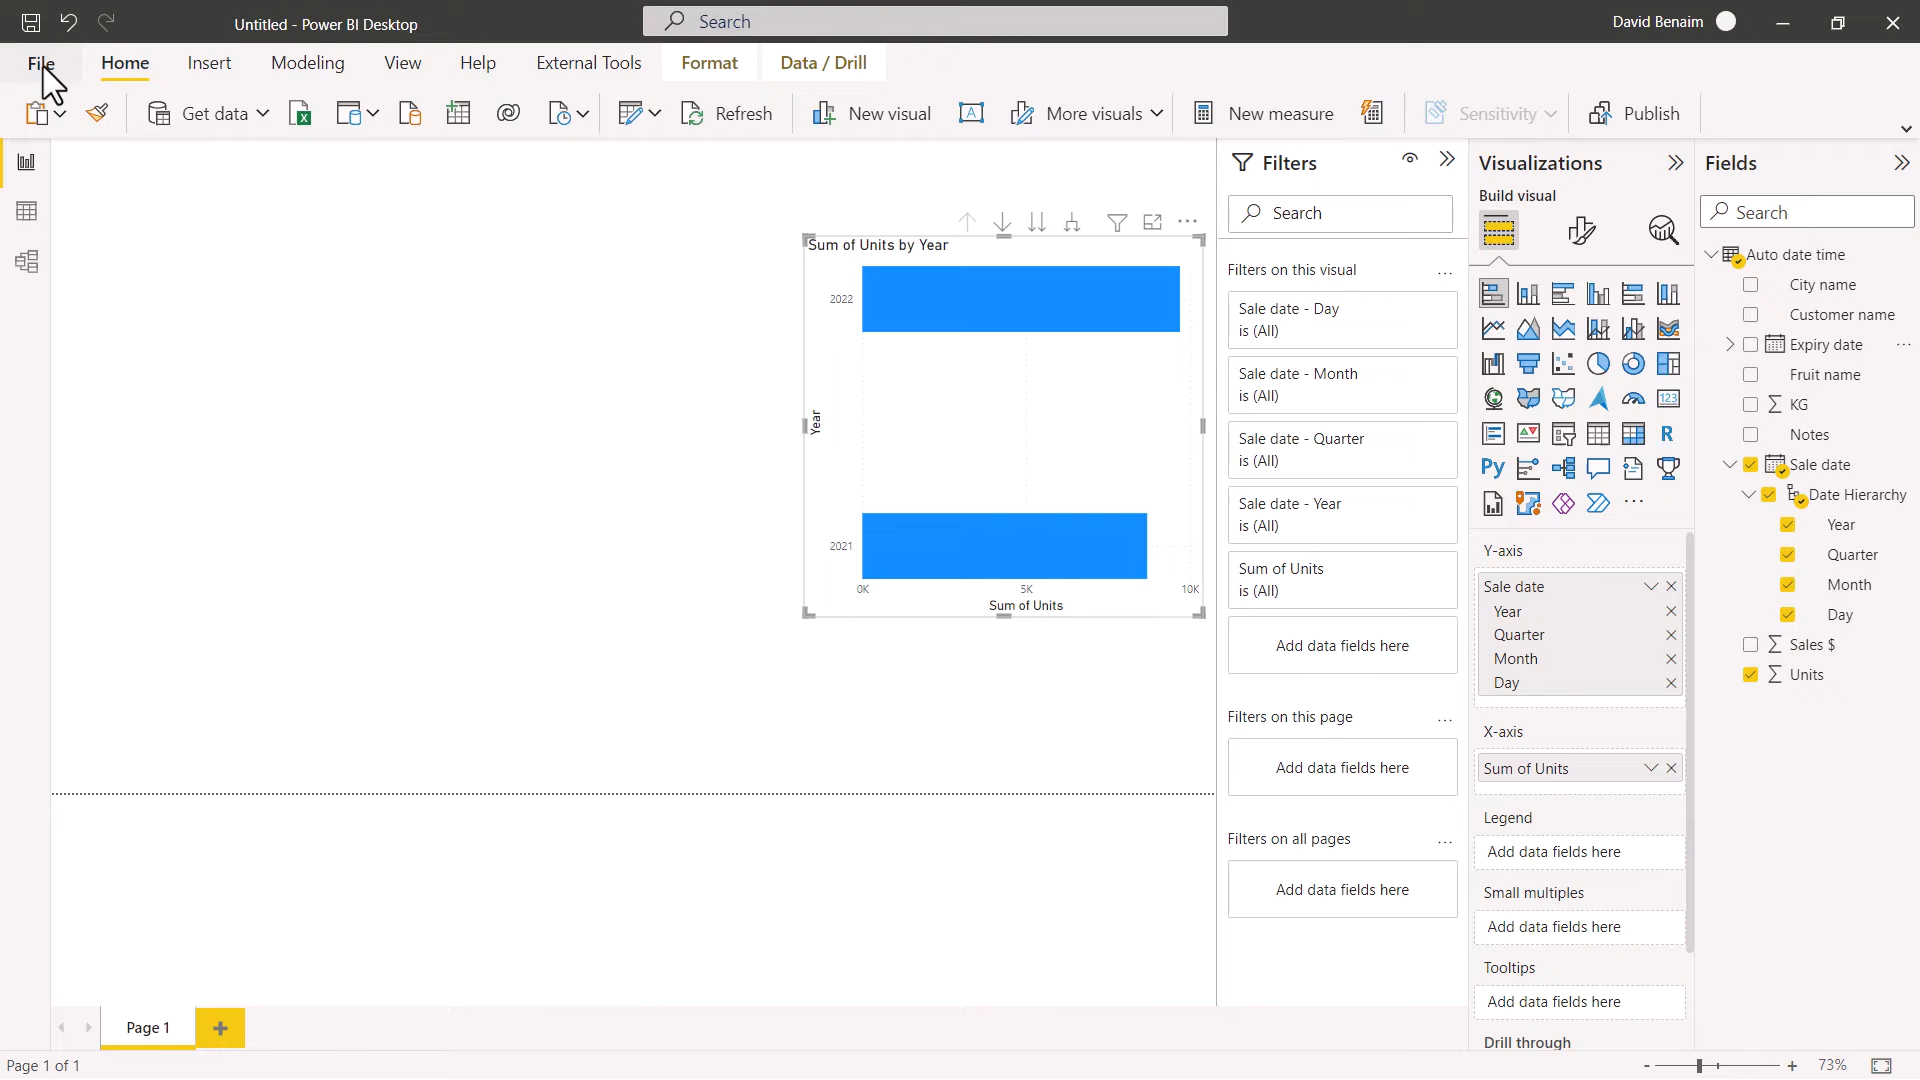 Untitled - Power BI Desktop
Search
David Benaim
File
Home
Insert
Modeling
View
Help
External Tools
Format
Data / Drill
Get data
Refresh
New visual
More visuals
New measure
Sensitivity
Publish
Sum of Units by Year
2022
2021
Year
0K
5K
10K
Sum of Units
Filters
Search
Filters on this visual
Sale date - Day
is (All)
Sale date - Month
is (All)
Sale date - Quarter
is (All)
Sale date - Year
is (All)
Sum of Units
is (All)
Add data fields here
Filters on this page
Add data fields here
Filters on all pages
Add data fields here
Visualizations
Build visual
123
R
Py
Y-axis
Sale date
Year
Quarter
Month
Day
X-axis
Sum of Units
Legend
Add data fields here
Small multiples
Add data fields here
Tooltips
Add data fields here
Drill through
Fields
Search
Auto date time
City name
Customer name
Expiry date
Fruit name
KG
Notes
Sale date
Date Hierarchy
Year
Quarter
Month
Day
Sales $
Units
Page 1
Page 1 of 1
73%